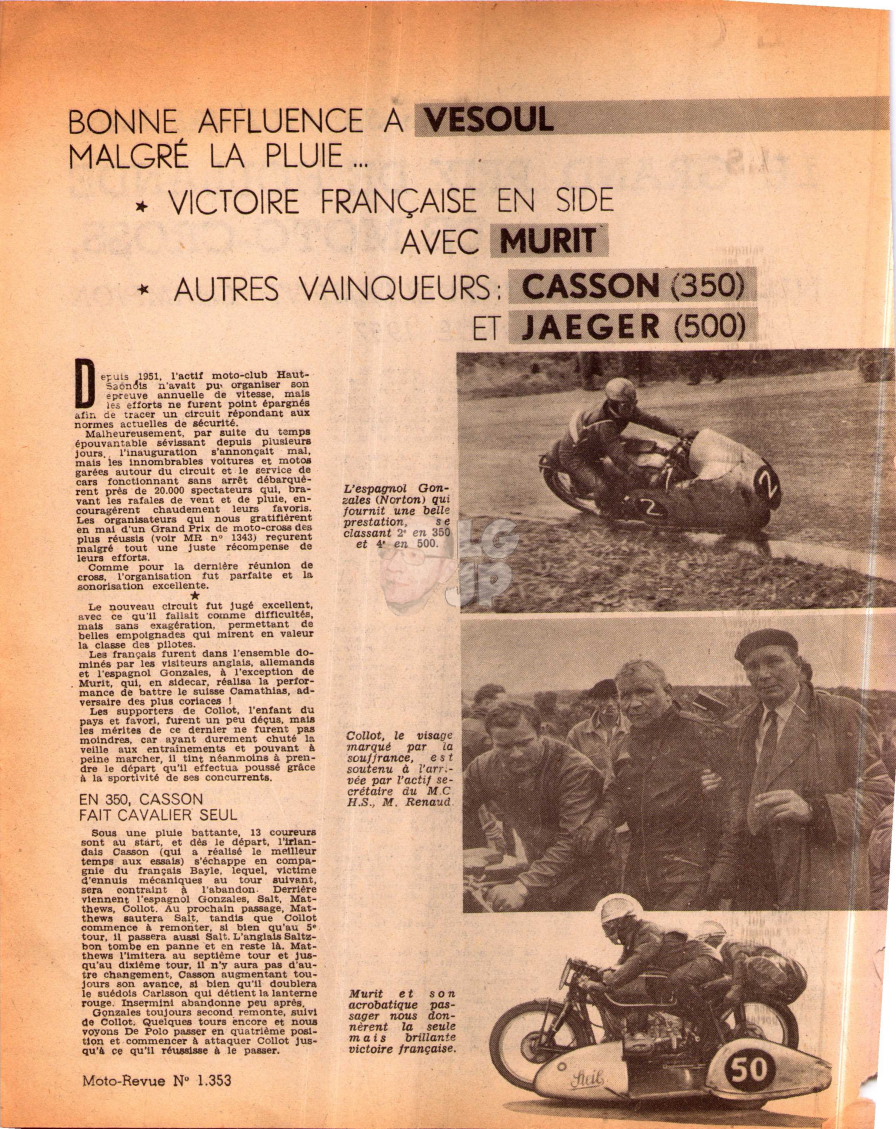 BONNE AFFLUENCE A VESOUL
MALGRÉ LA PLUIE ...
★ VICTOIRE FRANÇAISE EN SIDE
AVEC MURIT
★ AUTRES VAINQUEURS : CASSON (350)
ET JAEGER (500)
Depuis 1951, l'actif moto-club Haut-
Saônois n'avait pu organiser son
épreuve annuelle de vitesse, mais
les efforts ne furent point épargnés
afin de tracer un circuit répondant aux
normes actuelles de sécurité.
Malheureusement, par suite du temps
épouvantable sévissant depuis plusieurs
jours, l'inauguration s'annonçait mal,
mais les innombrables voitures et motos
garées autour du circuit et le service de
cars fonctionnant sans arrêt débarquè-
rent près de 20.000 spectateurs qui, bra-
vant les rafales de vent et de pluie, en-
couragèrent chaudement leurs favoris.
Les organisateurs qui nous gratifièrent
en mai d'un Grand Prix de moto-cross des
plus réussis (voir MR n° 1343) reçurent
malgré tout une juste récompense de
leurs efforts.
Comme pour la dernière réunion de
cross, l'organisation fut parfaite et la
sonorisation excellente.
★
Le nouveau circuit fut jugé excellent,
avec ce qu'il fallait comme difficultés,
mais sans exagération, permettant de
belles empoignades qui mirent en valeur
la classe des pilotes.
Les français furent dans l'ensemble do-
minés par les visiteurs anglais, allemands
et l'espagnol Gonzales, à l'exception de
Murit, qui, en sidecar, réalisa la perfor-
mance de battre le suisse Camathias, ad-
versaire des plus coriaces !
Les supporters de Collot, l'enfant du
pays et favori, furent un peu déçus, mais
les mérites de ce dernier ne furent pas
moindres, car ayant durement chuté la
veille aux entraînements et pouvant à
peine marcher, il tint néanmoins à pren-
dre le départ qu'il effectua poussé grâce
à la sportivité de ses concurrents.
EN 350, CASSON
FAIT CAVALIER SEUL
Sous une pluie battante, 13 coureurs
sont au start, et dès le départ, l'irlan-
dais Casson (qui a réalisé le meilleur
temps aux essais) s'échappe en compa-
gnie du français Bayle, lequel, victime
d'ennuis mécaniques au tour suivant,
sera contraint à l'abandon. Derrière
viennent l'espagnol Gonzales, Salt, Mat-
thews, Collot. Au prochain passage, Mat-
thews sautera Salt, tandis que Collot
commence à remonter, si bien qu'au 5e
tour, il passera aussi Salt. L'anglais Saltz-
bon tombe en panne et en reste là. Mat-
thews l'imitera au septième tour et jus-
qu'au dixième tour, il n'y aura pas d'au-
tre changement, Casson augmentant tou-
jours son avance, si bien qu'il doublera
le suédois Carlsson qui détient la lanterne
rouge. Insermini abandonne peu après.
Gonzales toujours second remonte, suivi
de Collot. Quelques tours encore et nous
voyons De Polo passer en quatrième posi-
tion et commencer à attaquer Collot jus-
qu'à ce qu'il réussisse à le passer.
Moto-Revue N° 1.353
L'espagnol Gon-
zales (Norton) qui
fournit une belle
prestation, se
classant 2e en 350
et 4e en 500.
2
2
LG
JP
Collot, le visage
marqué par la
souffrance, est
soutenu à l'arri-
vée par l'actif se-
crétaire du M.C.
H.S., M. Renaud.
Murit et son
acrobatique pas-
sager nous don-
nèrent la seule
mais brillante
victoire française.
Stib
50